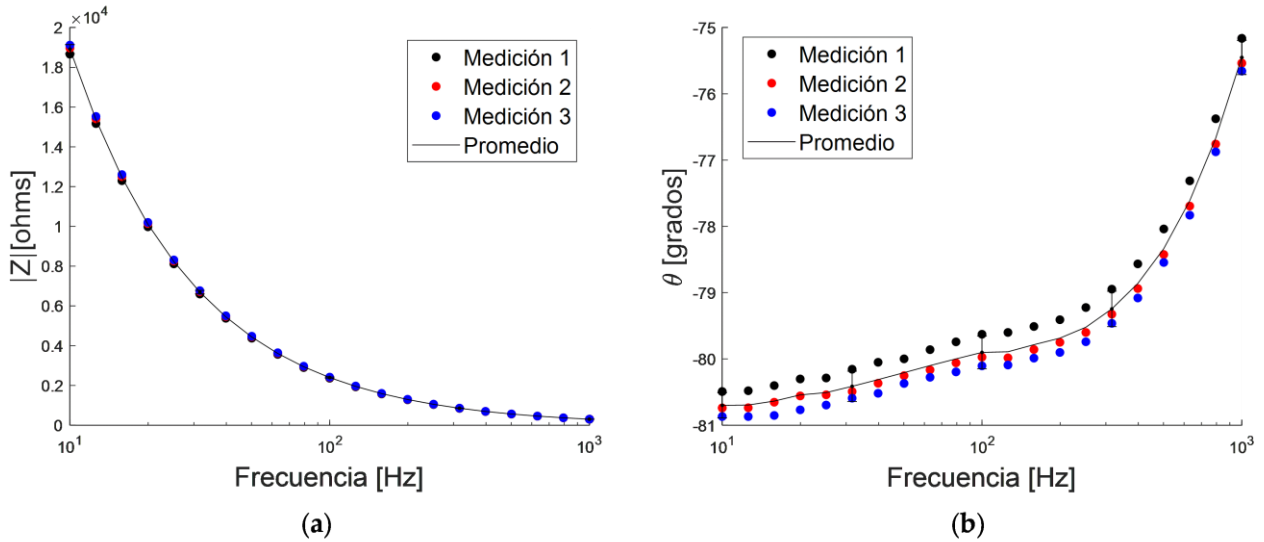 ×10⁴
2
1.8
1.6
1.4
1.2
1
0.8
0.6
0.4
0.2
0
|Z|[ohms]
Medición 1
Medición 2
Medición 3
Promedio
10¹
10²
10³
Frecuencia [Hz]
(a)
-75
-76
-77
-78
-79
-80
-81
θ [grados]
Medición 1
Medición 2
Medición 3
Promedio
10¹
10²
10³
Frecuencia [Hz]
(b)